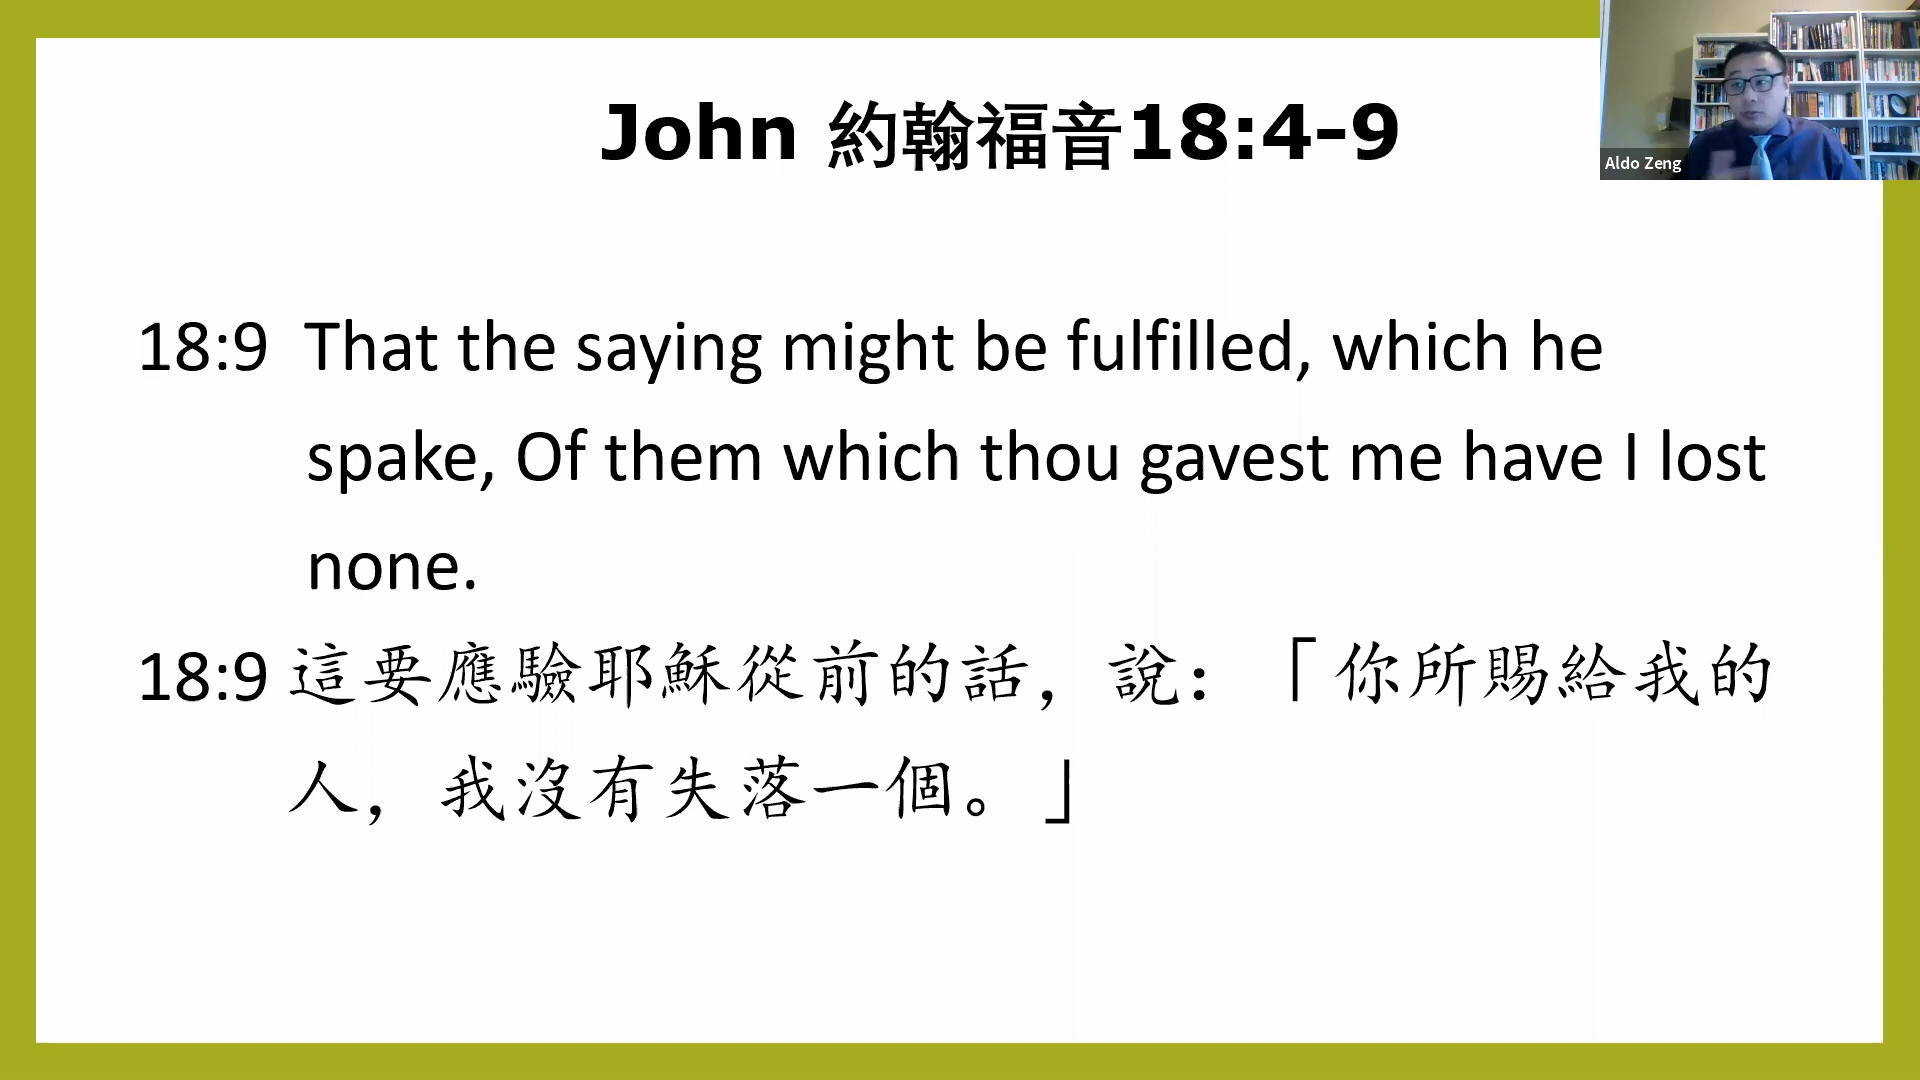 John 約翰福音18:4-9
Aldo Zeng
18:9 That the saying might be fulfilled, which he
spake, Of them which thou gavest me have I lost
none.
18:9 這要應驗耶穌從前的話，說：「你所賜給我的
人，我沒有失落一個。」